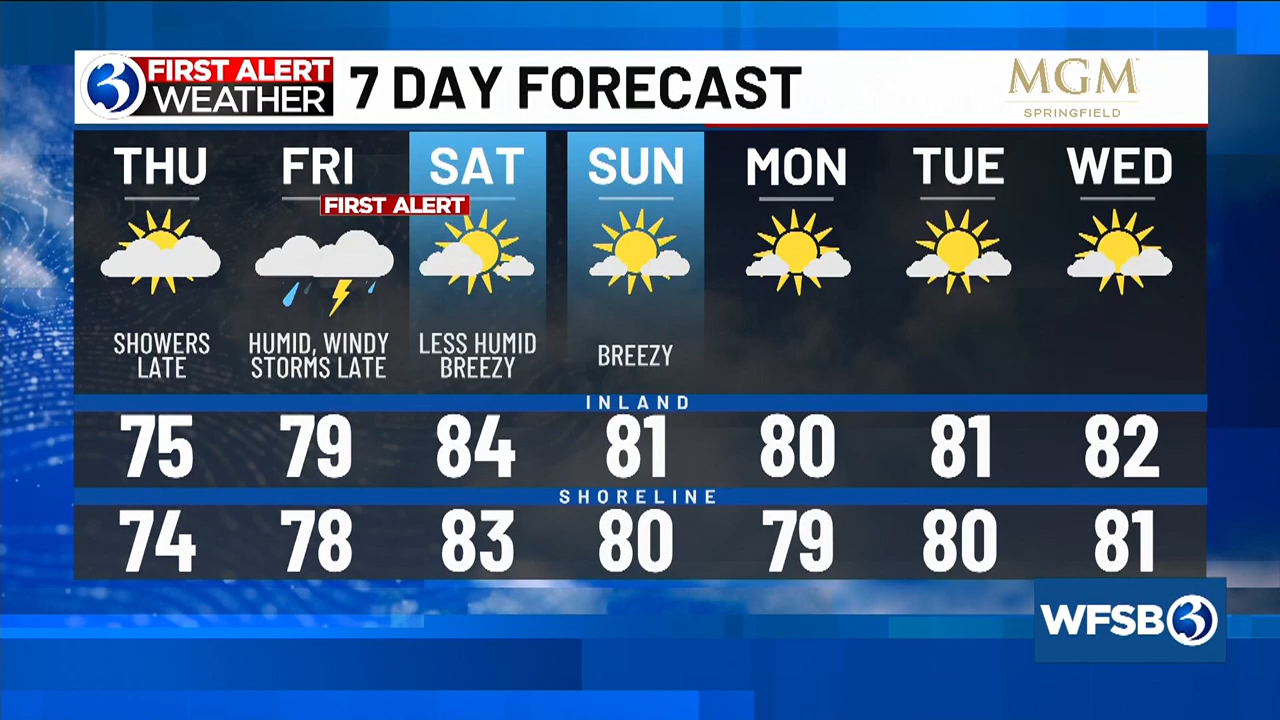 3 FIRST ALERT
WEATHER
7 DAY FORECAST
MGM
SPRINGFIELD
THU FRI SAT SUN MON TUE WED
FIRST ALERT
SHOWERS
LATE
HUMID, WINDY
STORMS LATE
LESS HUMID
BREEZY
BREEZY
INLAND
75 79 84 81 80 81 82
SHORELINE
74 78 83 80 79 80 81
WFSB 3